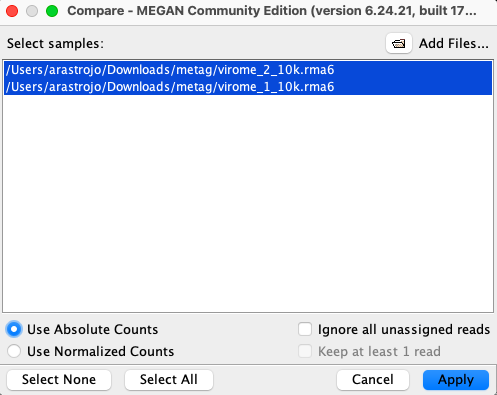 Compare - MEGAN Community Edition (version 6.24.21, built 17...
Select samples:
Add Files...
/Users/arastrojo/Downloads/metag/virome_2_10k.rma6
/Users/arastrojo/Downloads/metag/virome_1_10k.rma6
Use Absolute Counts
Ignore all unassigned reads
Use Normalized Counts
Keep at least 1 read
Select None
Select All
Cancel
Apply